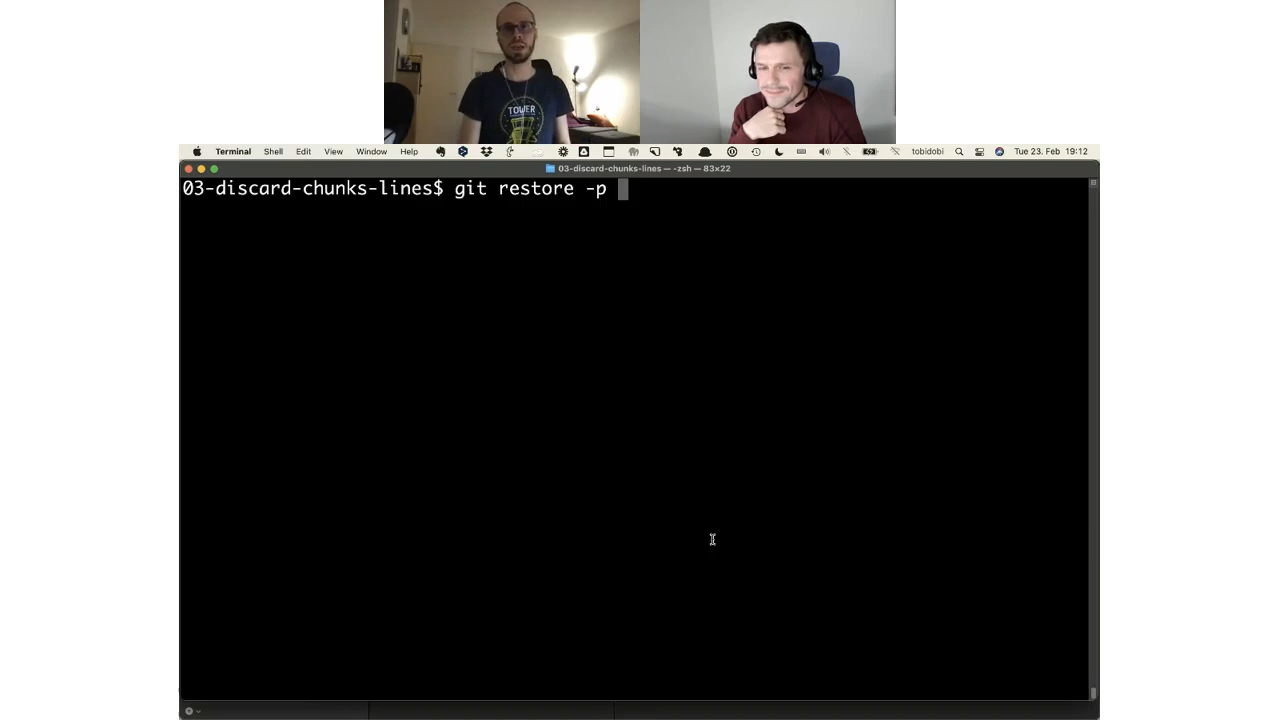 TOWER
Terminal Shell Edit View Window Help tobidobi Tue 23. Feb 19:12
03-discard-chunks-lines — -zsh — 83×22
03-discard-chunks-lines$ git restore -p